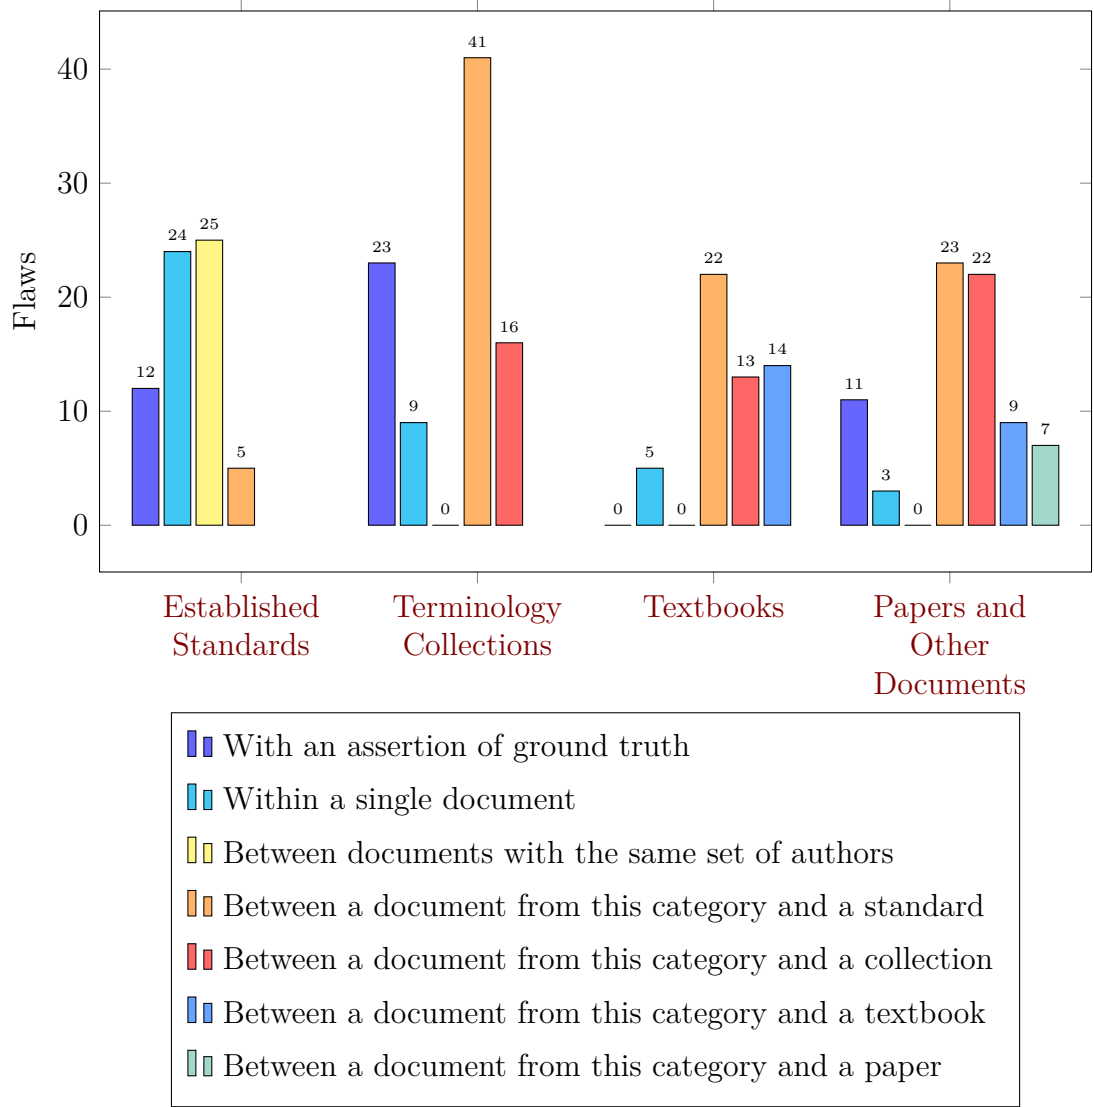 Flaws
40
30
20
10
0
12
24
25
5
23
9
0
41
16
0
5
0
22
13
14
11
3
0
23
22
9
7
Established
Standards
Terminology
Collections
Textbooks
Papers and
Other
Documents
With an assertion of ground truth
Within a single document
Between documents with the same set of authors
Between a document from this category and a standard
Between a document from this category and a collection
Between a document from this category and a textbook
Between a document from this category and a paper